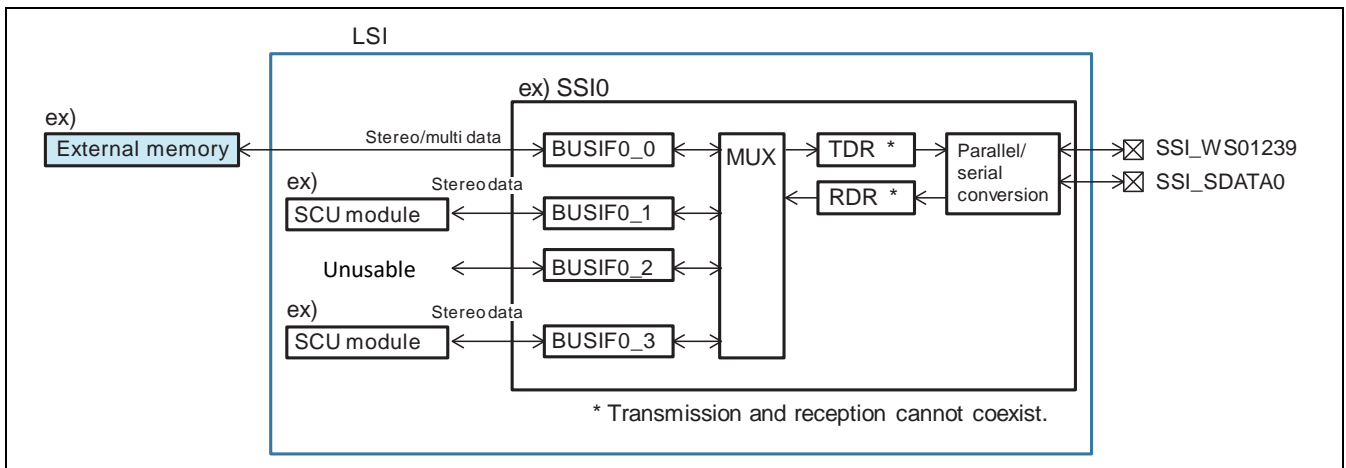 LSI
ex) SSI0
ex)
External memory
Stereo/multi data
BUSIF0_0
MUX
TDR *
Parallel/
serial
conversion
SSI_WS01239
ex)
Stereo data
SCU module
BUSIF0_1
RDR *
SSI_SDATA0
Unusable
BUSIF0_2
ex)
Stereo data
SCU module
BUSIF0_3
* Transmission and reception cannot coexist.